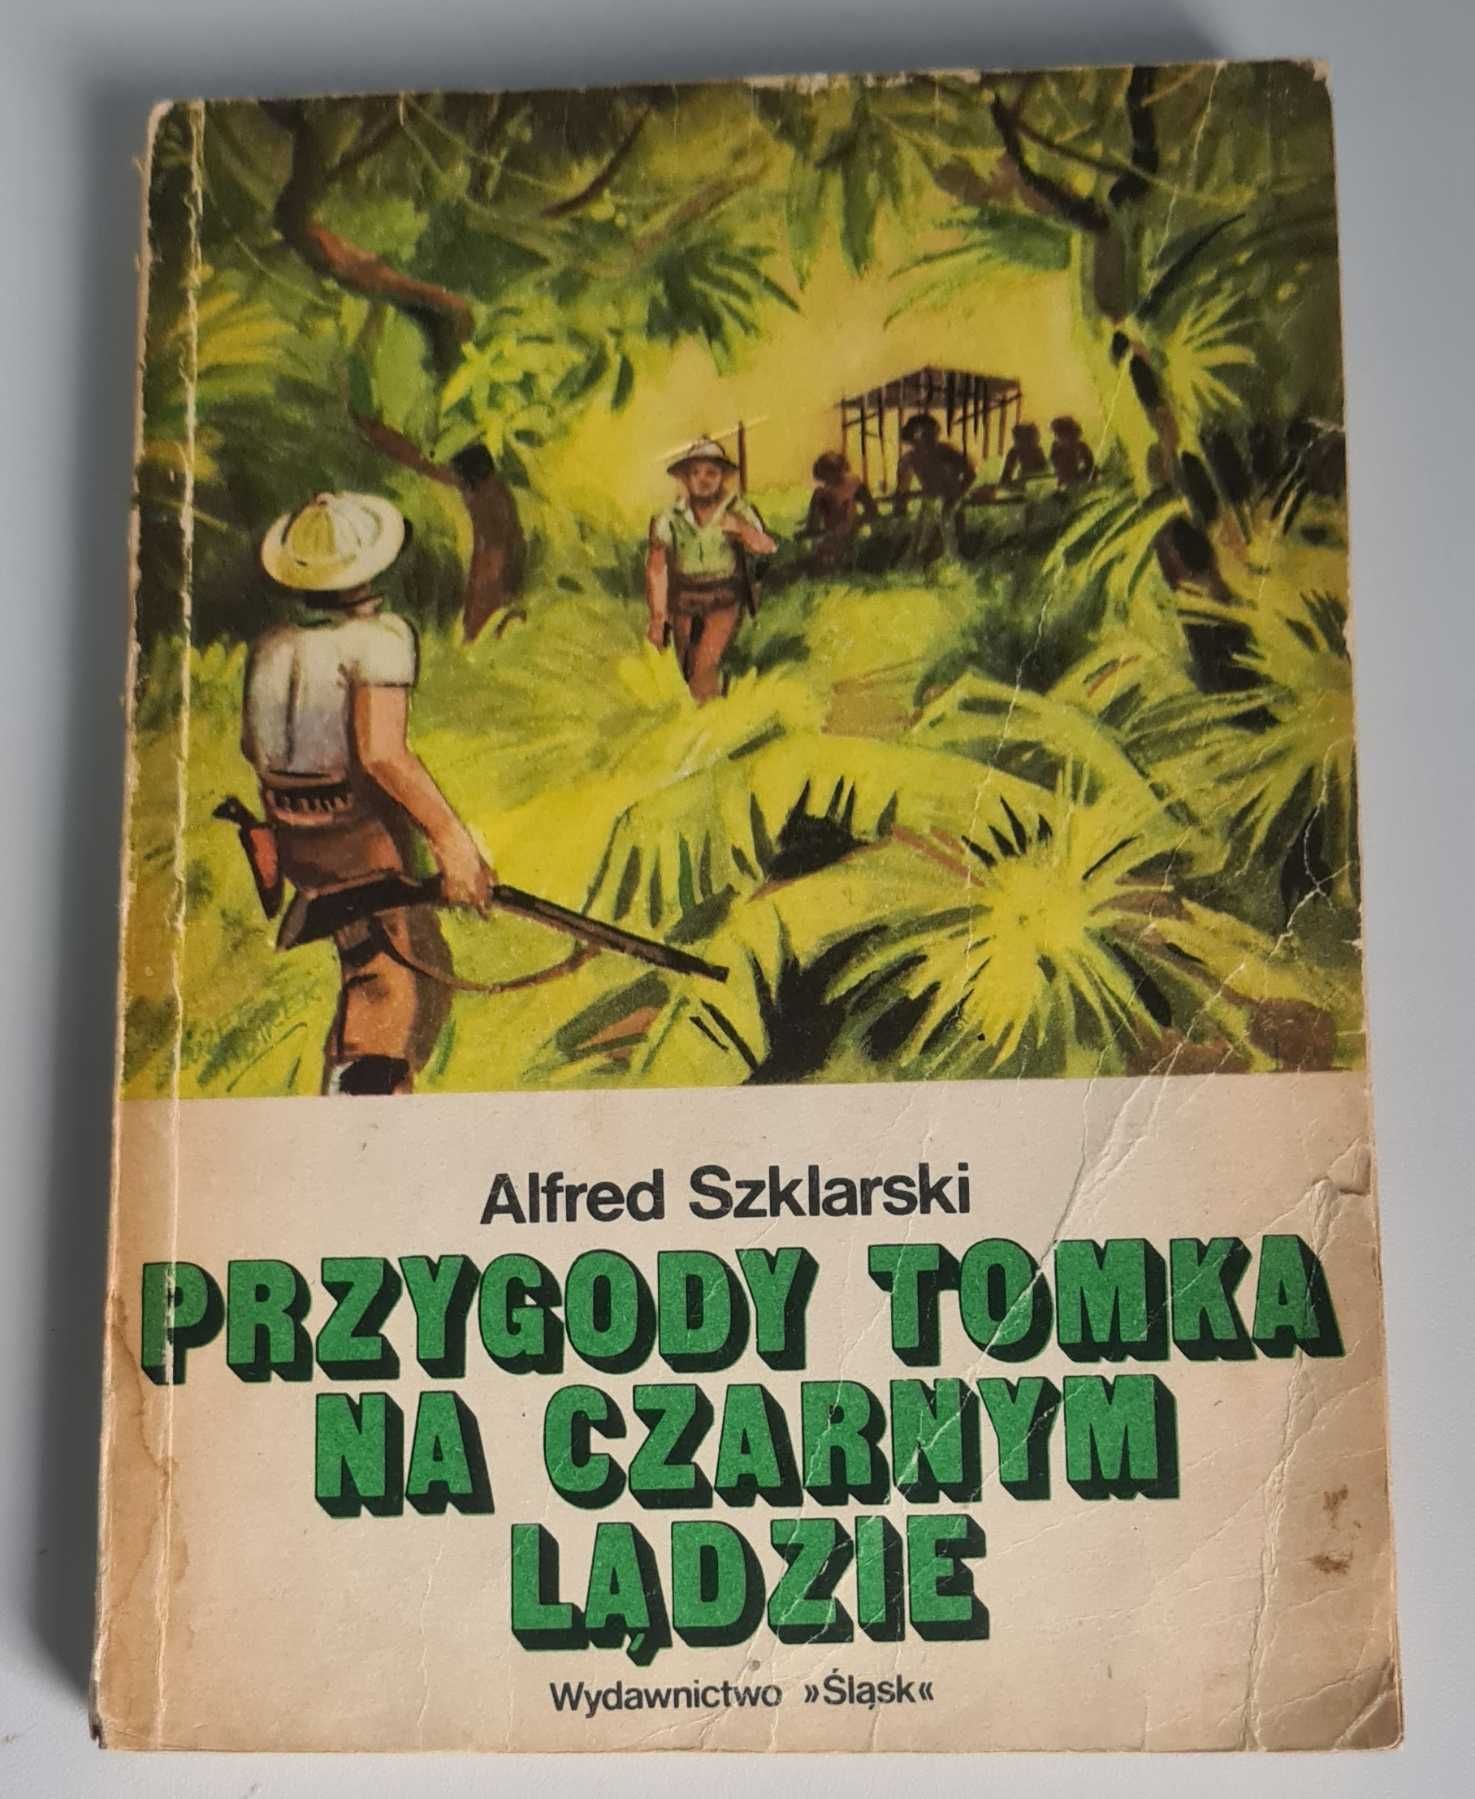 Alfred Szklarski
PRZYGODY TOMKA
NA CZARNYM
LĄDZIE
Wydawnictwo »Śląsk«